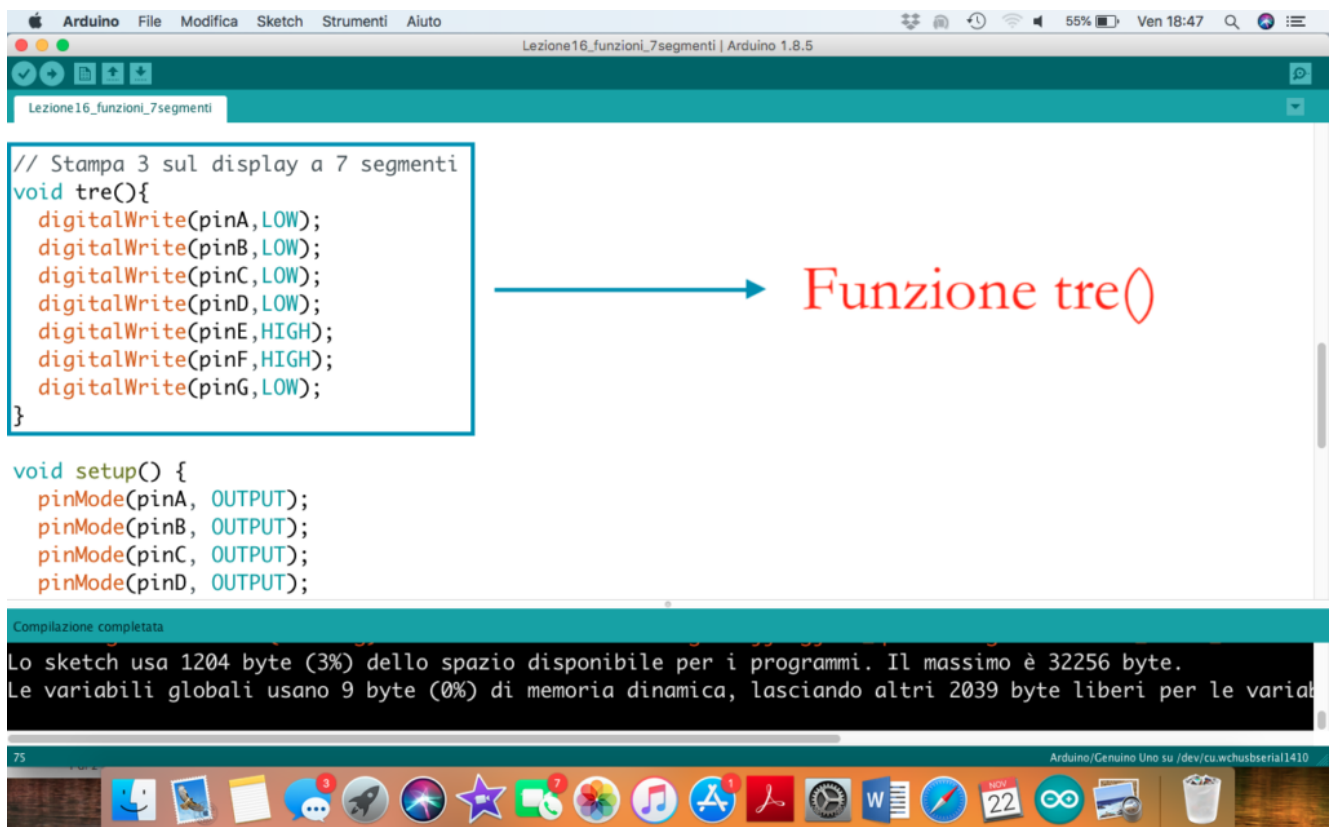 Arduino File Modifica Sketch Strumenti Aiuto 55% Ven 18:47
Lezione16_funzioni_7segmenti | Arduino 1.8.5
Lezione16_funzioni_7segmenti
// Stampa 3 sul display a 7 segmenti
void tre(){
digitalWrite(pinA,LOW);
digitalWrite(pinB,LOW);
digitalWrite(pinC,LOW);
digitalWrite(pinD,LOW);
digitalWrite(pinE,HIGH);
digitalWrite(pinF,HIGH);
digitalWrite(pinG,LOW);
}
Funzione tre()
void setup() {
pinMode(pinA, OUTPUT);
pinMode(pinB, OUTPUT);
pinMode(pinC, OUTPUT);
pinMode(pinD, OUTPUT);
Compilazione completata
Lo sketch usa 1204 byte (3%) dello spazio disponibile per i programmi. Il massimo è 32256 byte.
Le variabili globali usano 9 byte (0%) di memoria dinamica, lasciando altri 2039 byte liberi per le variab
75 Arduino/Genuino Uno su /dev/cu.wchusbserial1410
3 7 1 W NOV 22